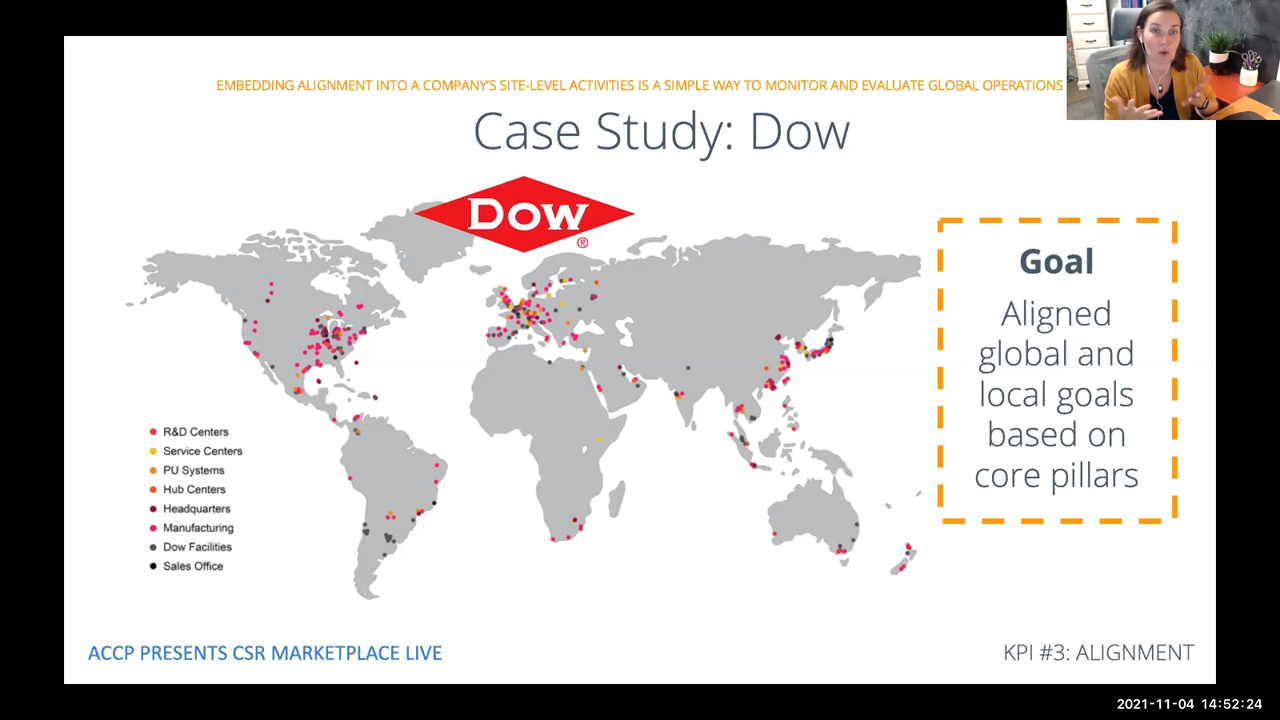 EMBEDDING ALIGNMENT INTO A COMPANY'S SITE-LEVEL ACTIVITIES IS A SIMPLE WAY TO MONITOR AND EVALUATE GLOBAL OPERATIONS
Case Study: Dow
DOW
®
Goal
Aligned
global and
local goals
based on
core pillars
R&D Centers
Service Centers
PU Systems
Hub Centers
Headquarters
Manufacturing
Dow Facilities
Sales Office
ACCP PRESENTS CSR MARKETPLACE LIVE
KPI #3: ALIGNMENT
2021-11-04 14:52:24